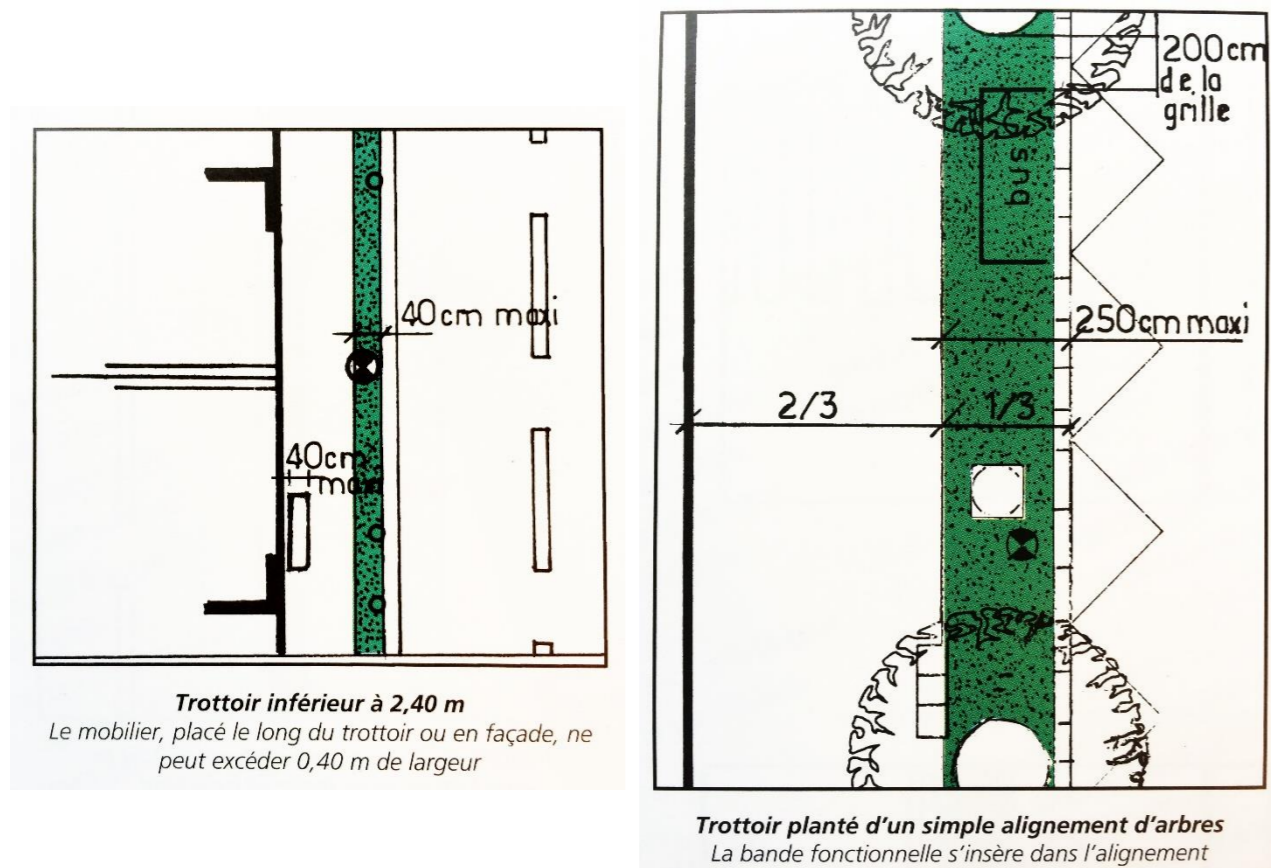 40cm maxi
40cm
maxi
Trottoir inférieur à 2,40 m
Le mobilier, placé le long du trottoir ou en façade, ne
peut excéder 0,40 m de largeur
200cm
de la
grille
bus
250cm maxi
2/3
1/3
Trottoir planté d'un simple alignement d'arbres
La bande fonctionnelle s'insère dans l'alignement